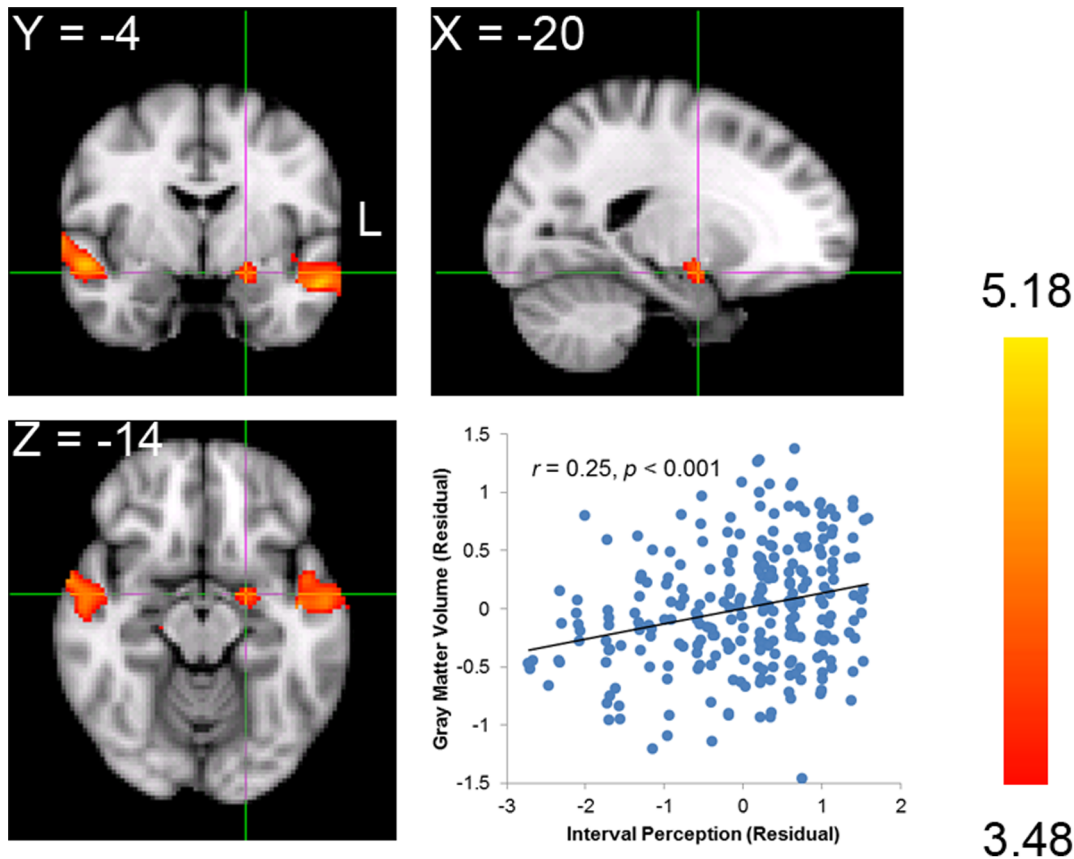 Y = -4
X = -20
L
5.18
Z = -14
1.5
r = 0.25, p < 0.001
1
0.5
0
-0.5
-1
-1.5
Gray Matter Volume (Residual)
-3
-2
-1
0
1
2
Interval Perception (Residual)
3.48